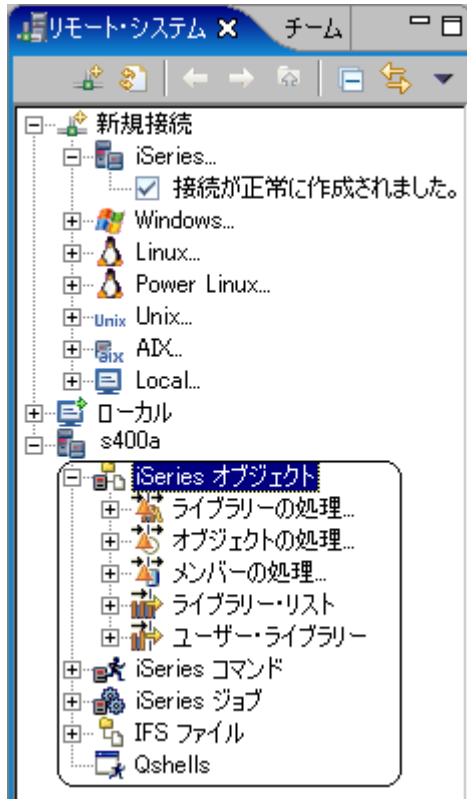 リモート・システム チーム
新規接続
iSeries...
接続が正常に作成されました。
Windows...
Linux...
Power Linux...
Unix Unix...
aix AIX...
Local...
ローカル
s400a
iSeries オブジェクト
ライブラリーの処理...
オブジェクトの処理...
メンバーの処理...
ライブラリー・リスト
ユーザー・ライブラリー
iSeries コマンド
iSeries ジョブ
IFS ファイル
Qshells